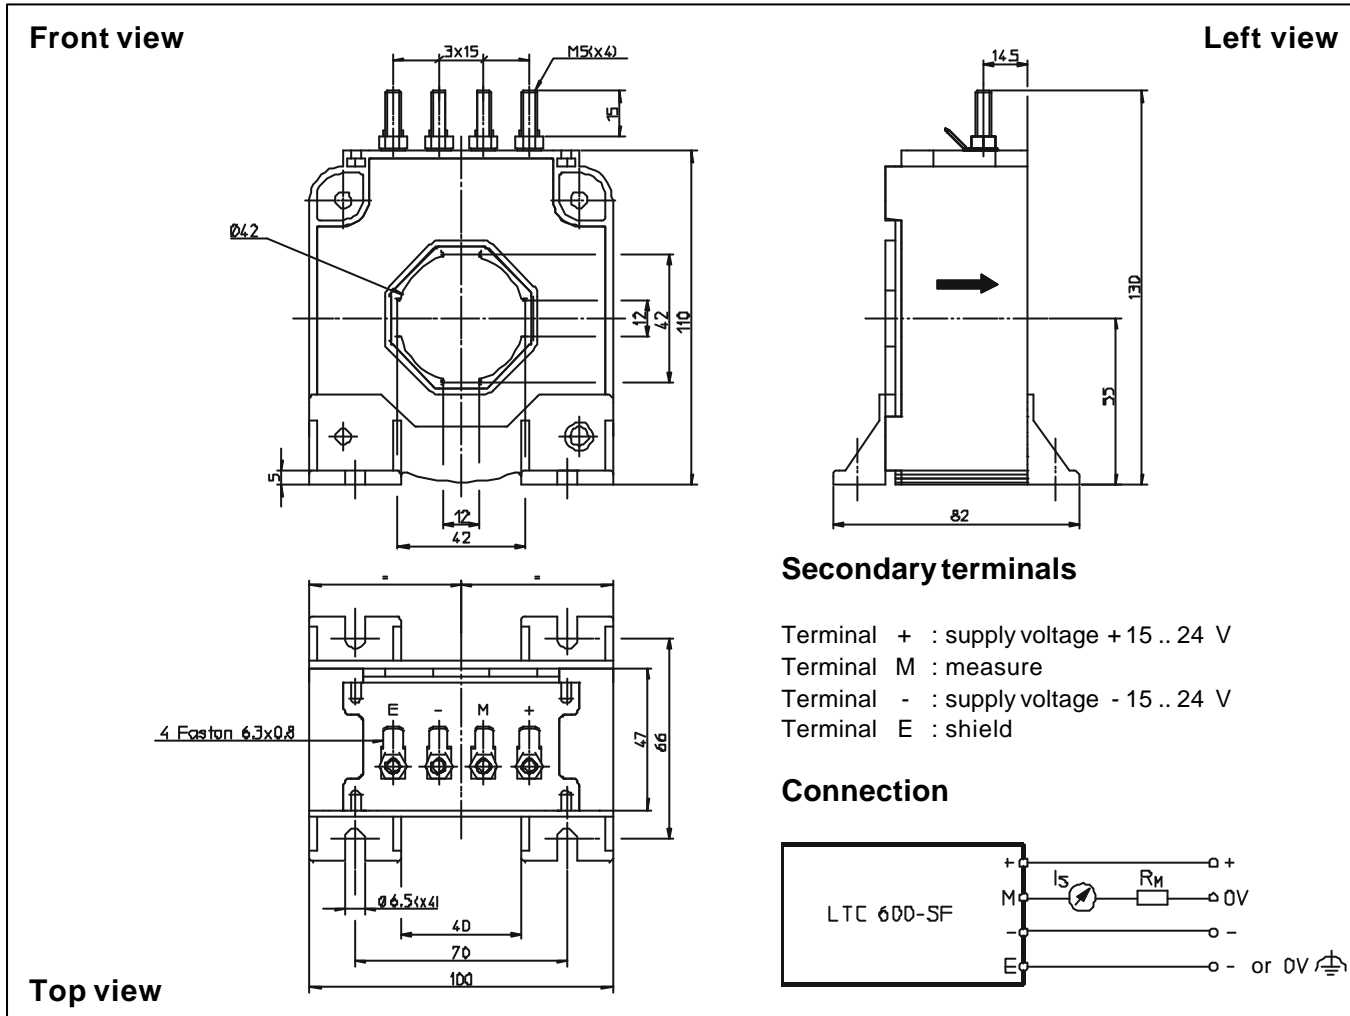 Front view
Left view
3x15
M5(x4)
15
14.5
Ø42
12
42
110
130
55
5
12
42
82
= =
Secondary terminals
Terminal + : supply voltage + 15 .. 24 V
Terminal M : measure
Terminal - : supply voltage - 15 .. 24 V
Terminal E : shield
E - M +
4 Faston 6.3x0.8
47
66
Ø6.5(x4)
40
70
100
Connection
LTC 600-SF
+ +
M IS RM 0V
- -
E - or 0V
Top view